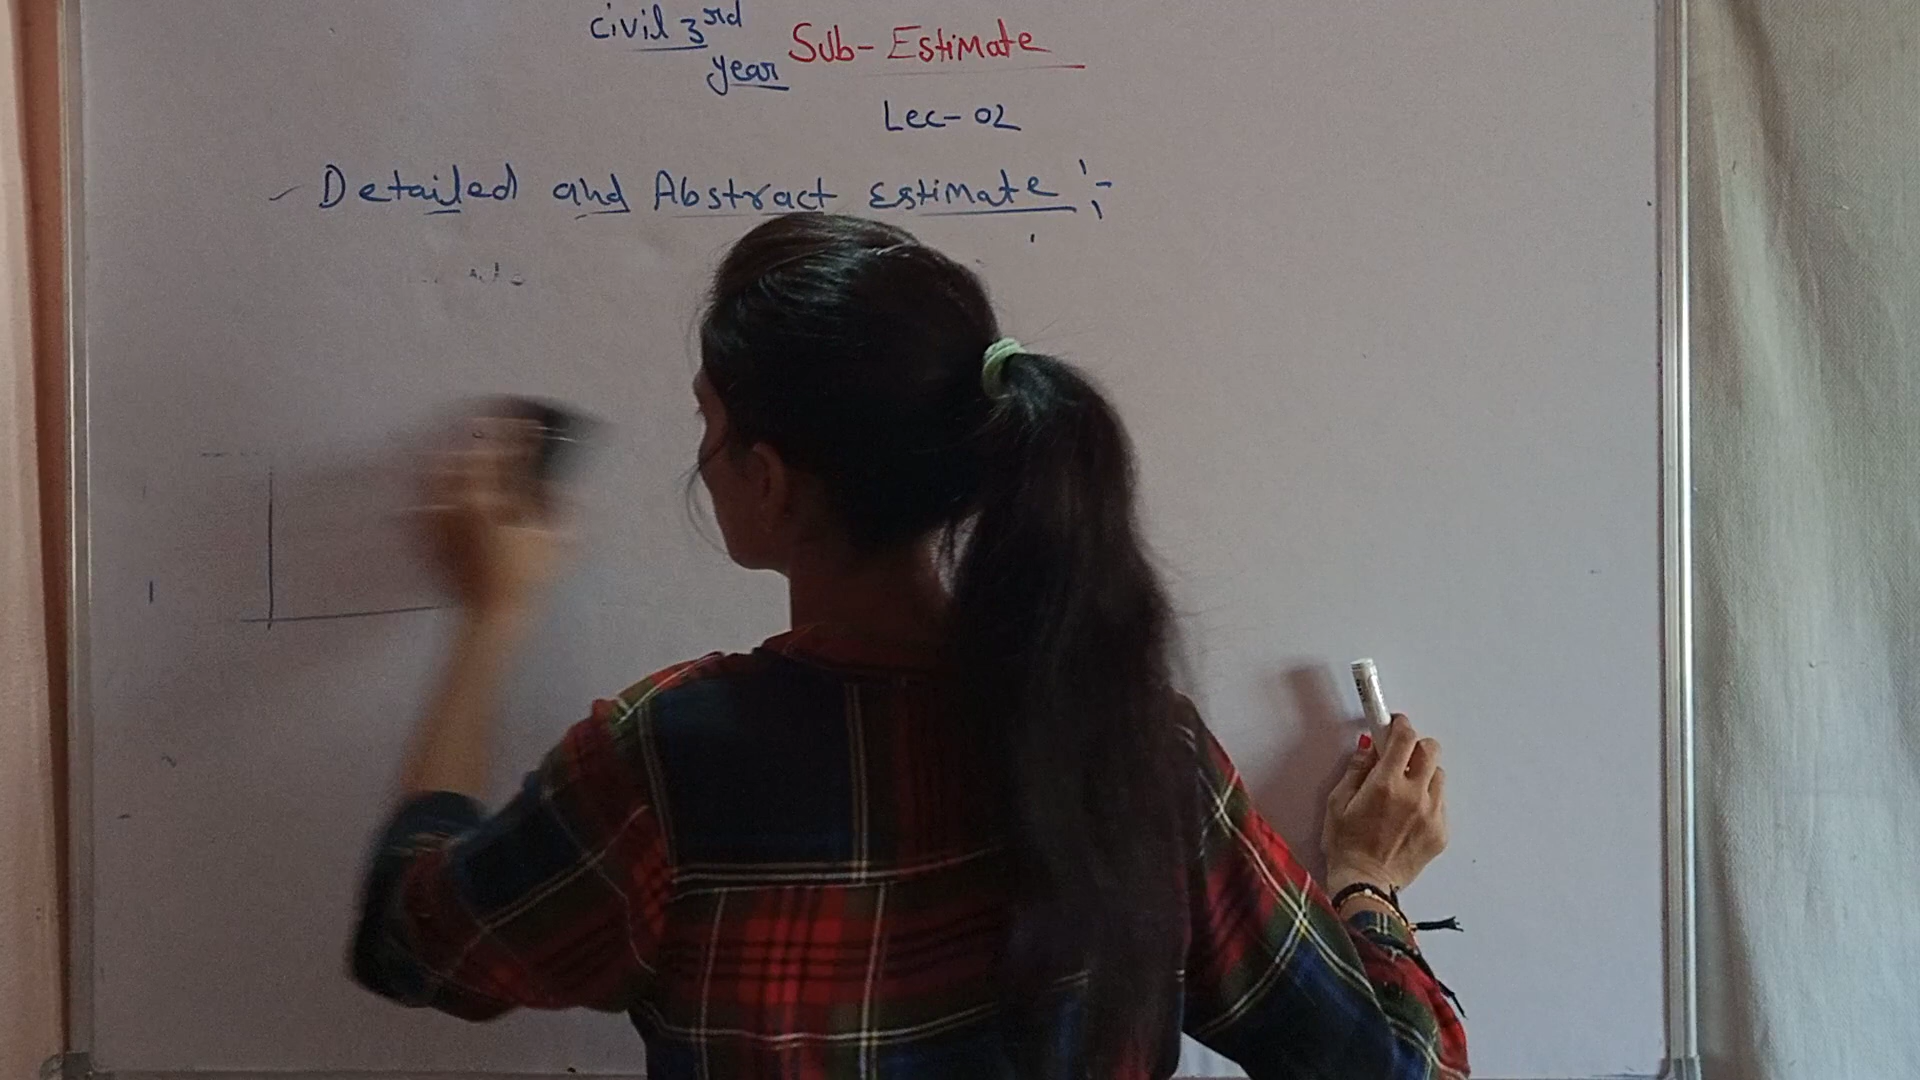 civil 3rd year
Sub- Estimate
Lec- 02
Detailed and Abstract Estimate :-